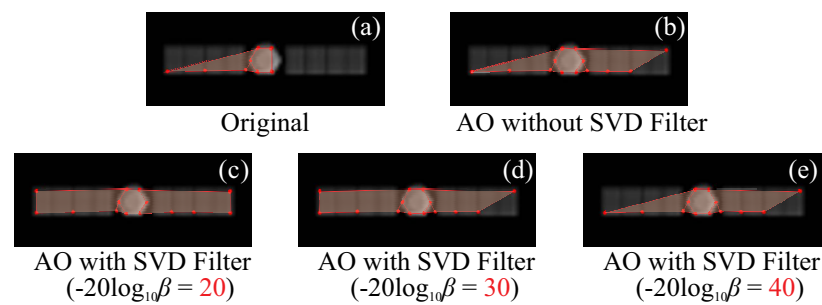 (a)
(b)
Original
AO without SVD Filter
(c)
(d)
(e)
AO with SVD Filter
(-20log₁₀β = 20)
AO with SVD Filter
(-20log₁₀β = 30)
AO with SVD Filter
(-20log₁₀β = 40)